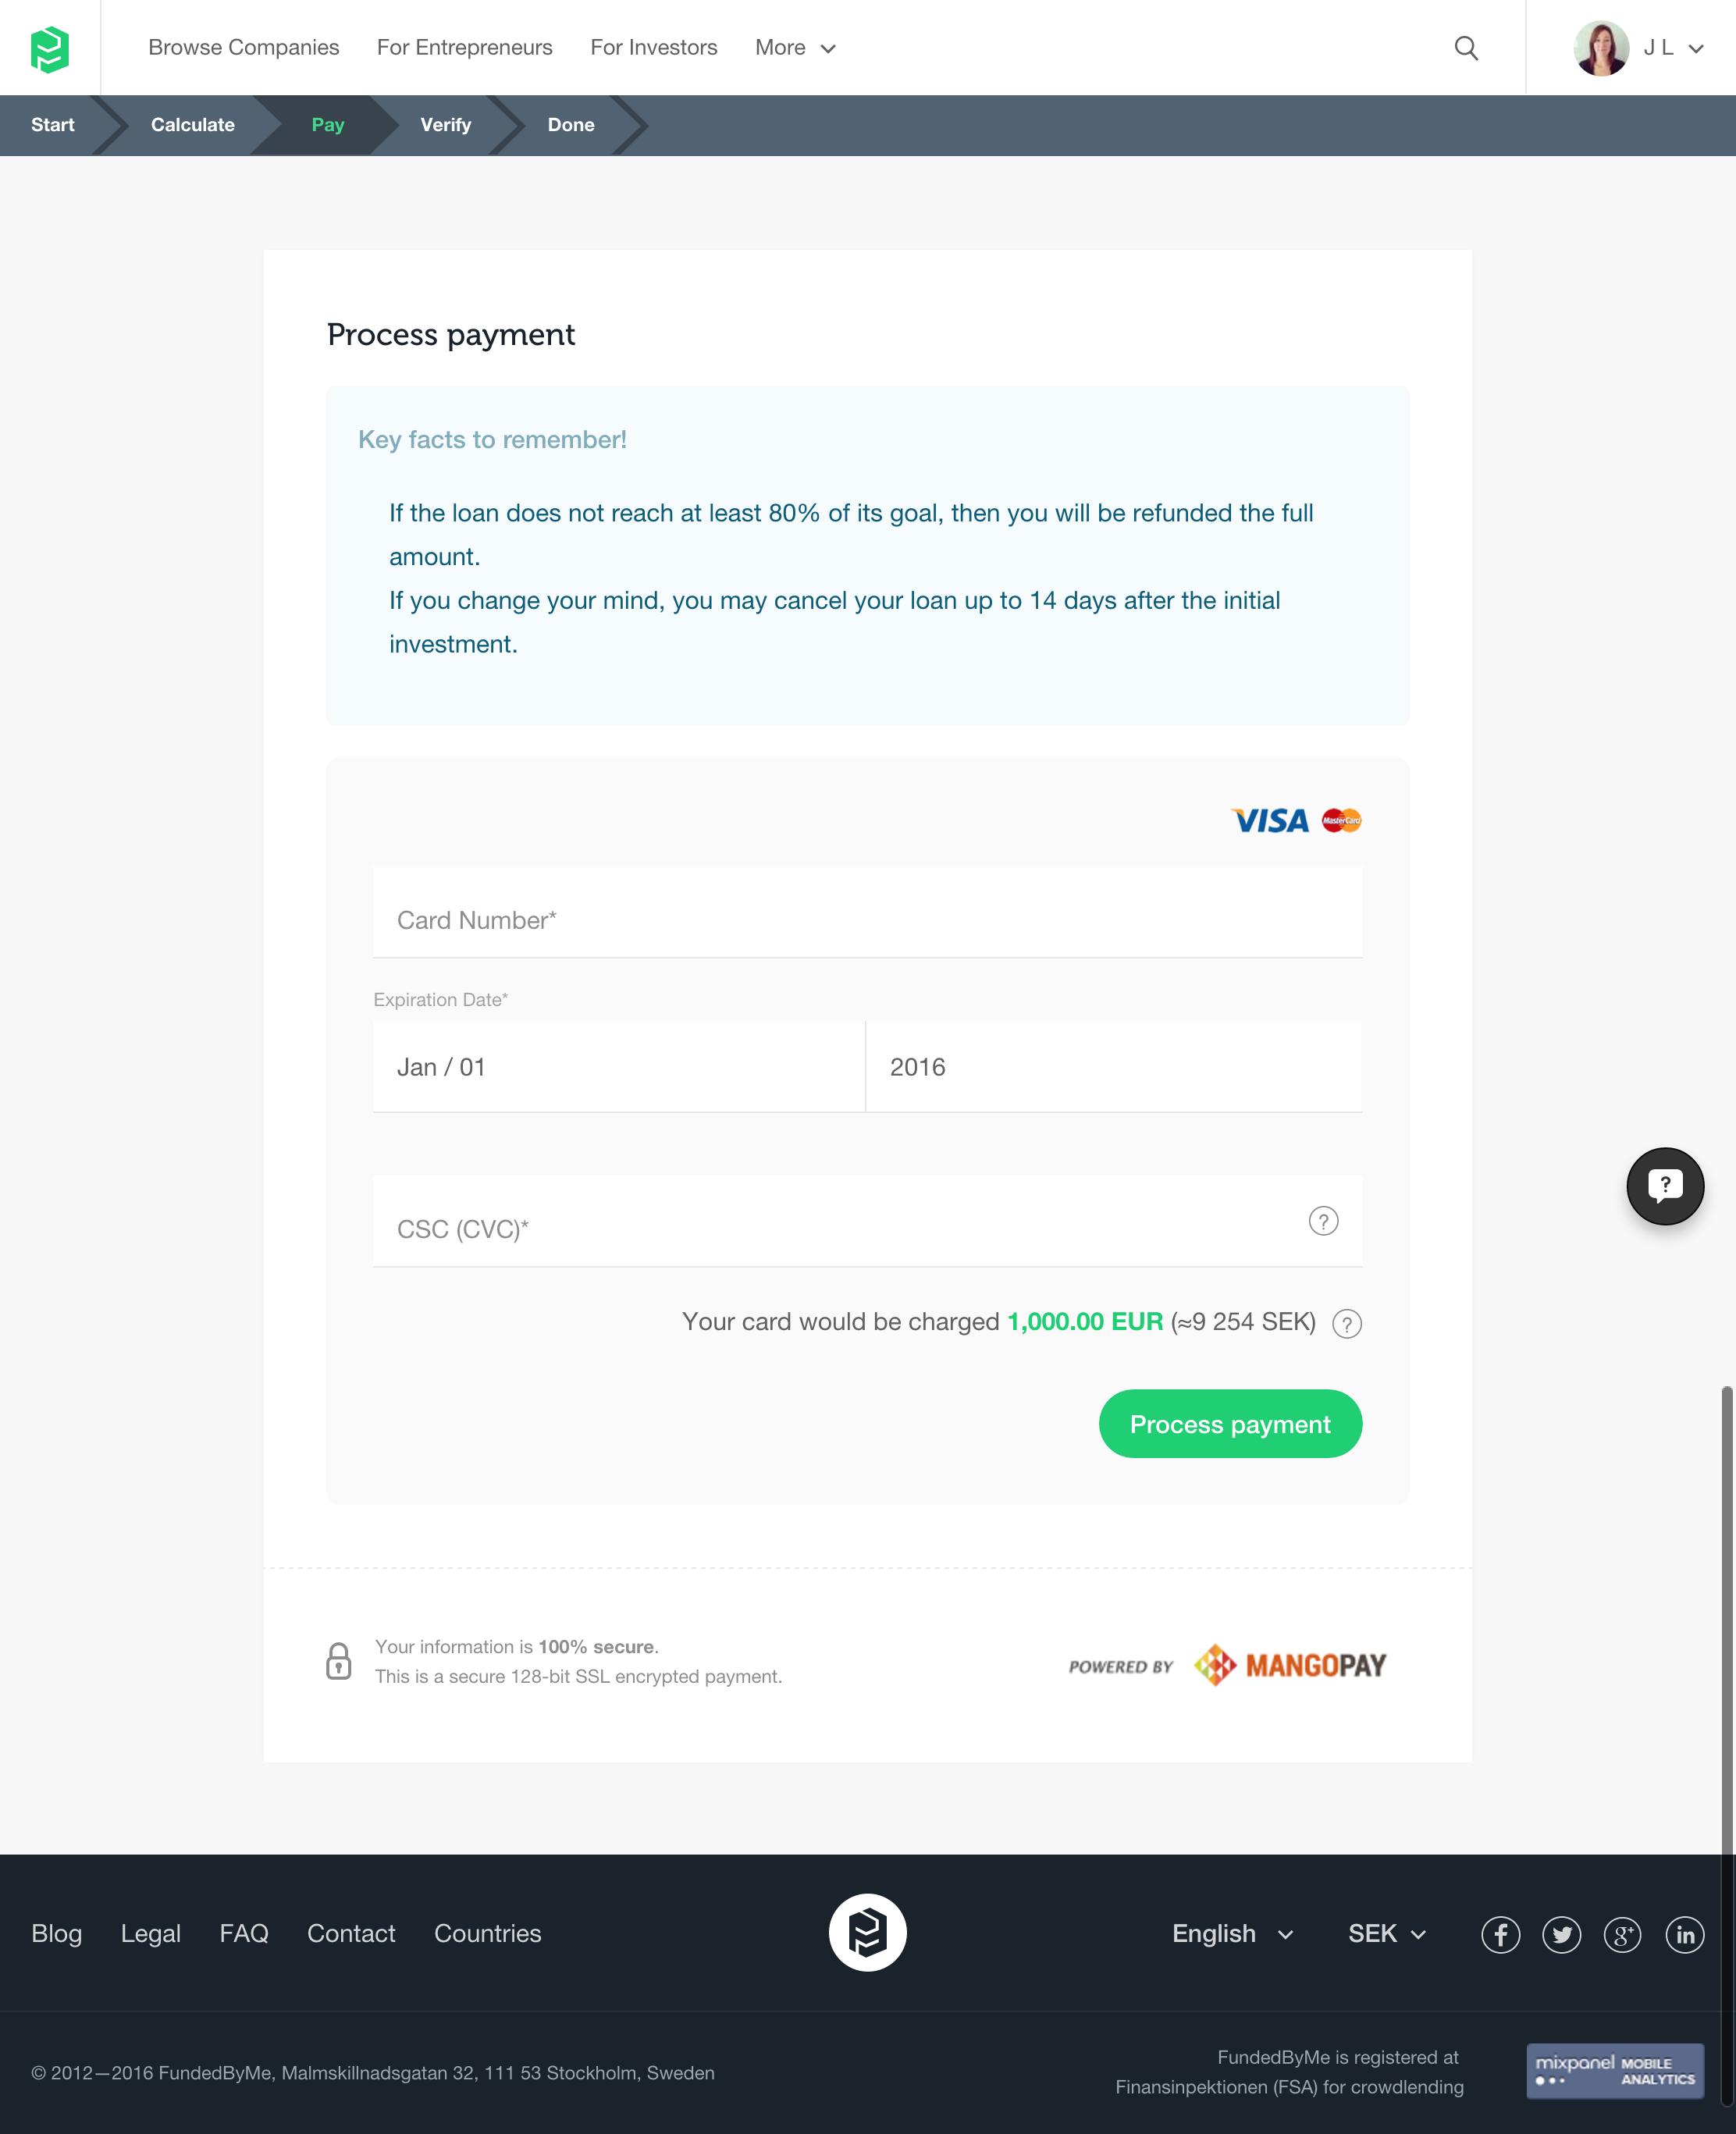 Browse Companies For Entrepreneurs For Investors More J L
Start Calculate Pay Verify Done
Process payment
Key facts to remember!
If the loan does not reach at least 80% of its goal, then you will be refunded the full
amount.
If you change your mind, you may cancel your loan up to 14 days after the initial
investment.
VISA MasterCard
Card Number*
Expiration Date*
Jan / 01 2016
CSC (CVC)* ?
?
Your card would be charged 1,000.00 EUR (≈9 254 SEK) ?
Process payment
Your information is 100% secure.
This is a secure 128-bit SSL encrypted payment.
POWERED BY MANGOPAY
Blog Legal FAQ Contact Countries English SEK f g+ in
© 2012—2016 FundedByMe, Malmskillnadsgatan 32, 111 53 Stockholm, Sweden
FundedByMe is registered at
Finansinpektionen (FSA) for crowdlending
mixpanel MOBILE
ANALYTICS